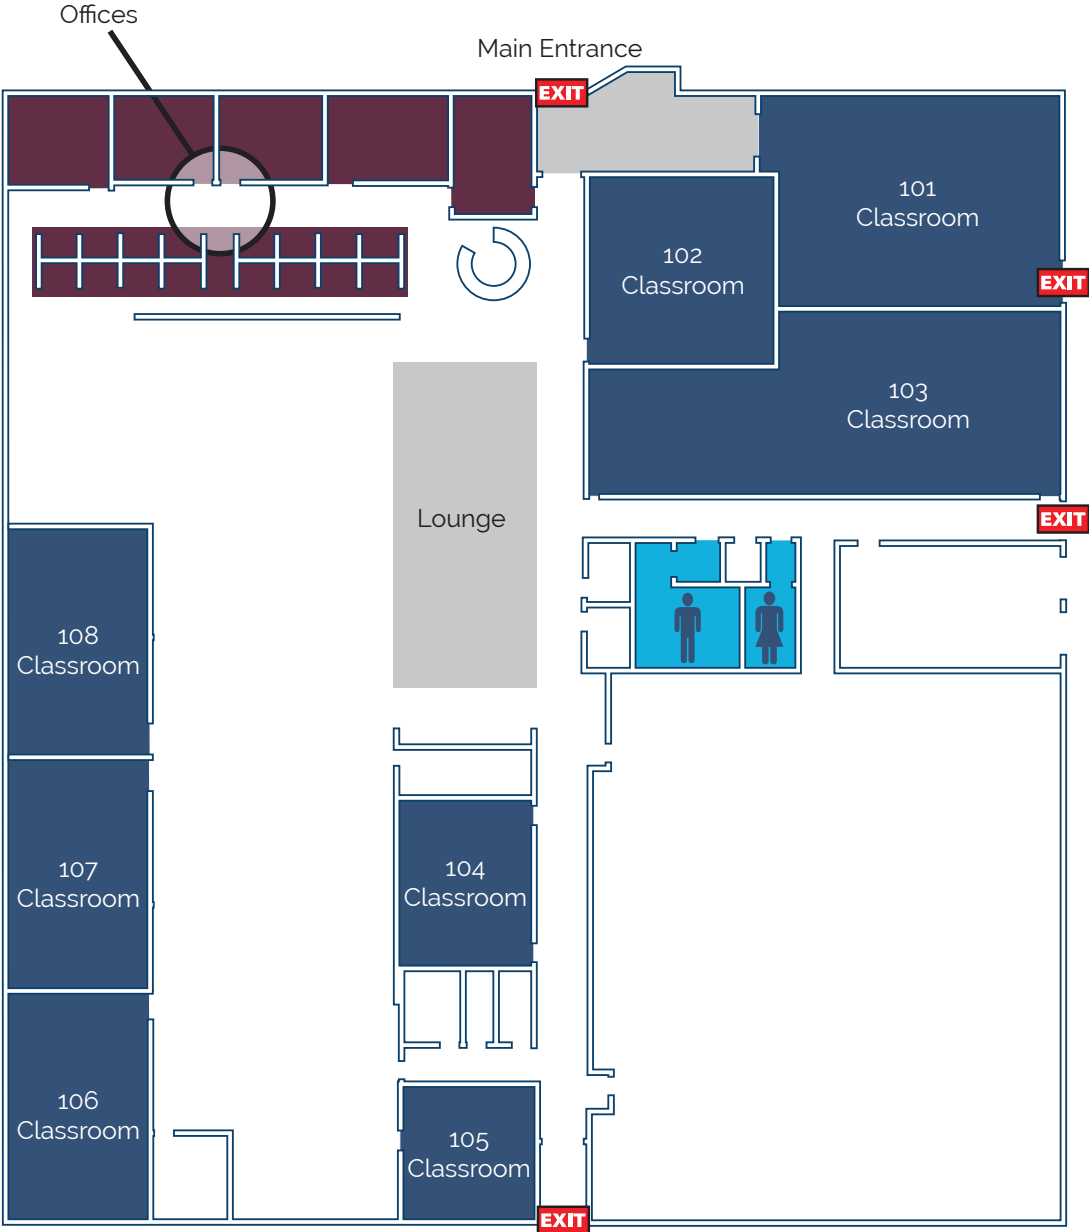 Offices
Main Entrance
EXIT
101
Classroom
102
Classroom
EXIT
103
Classroom
Lounge
EXIT
108
Classroom
107
Classroom
104
Classroom
106
Classroom
105
Classroom
EXIT